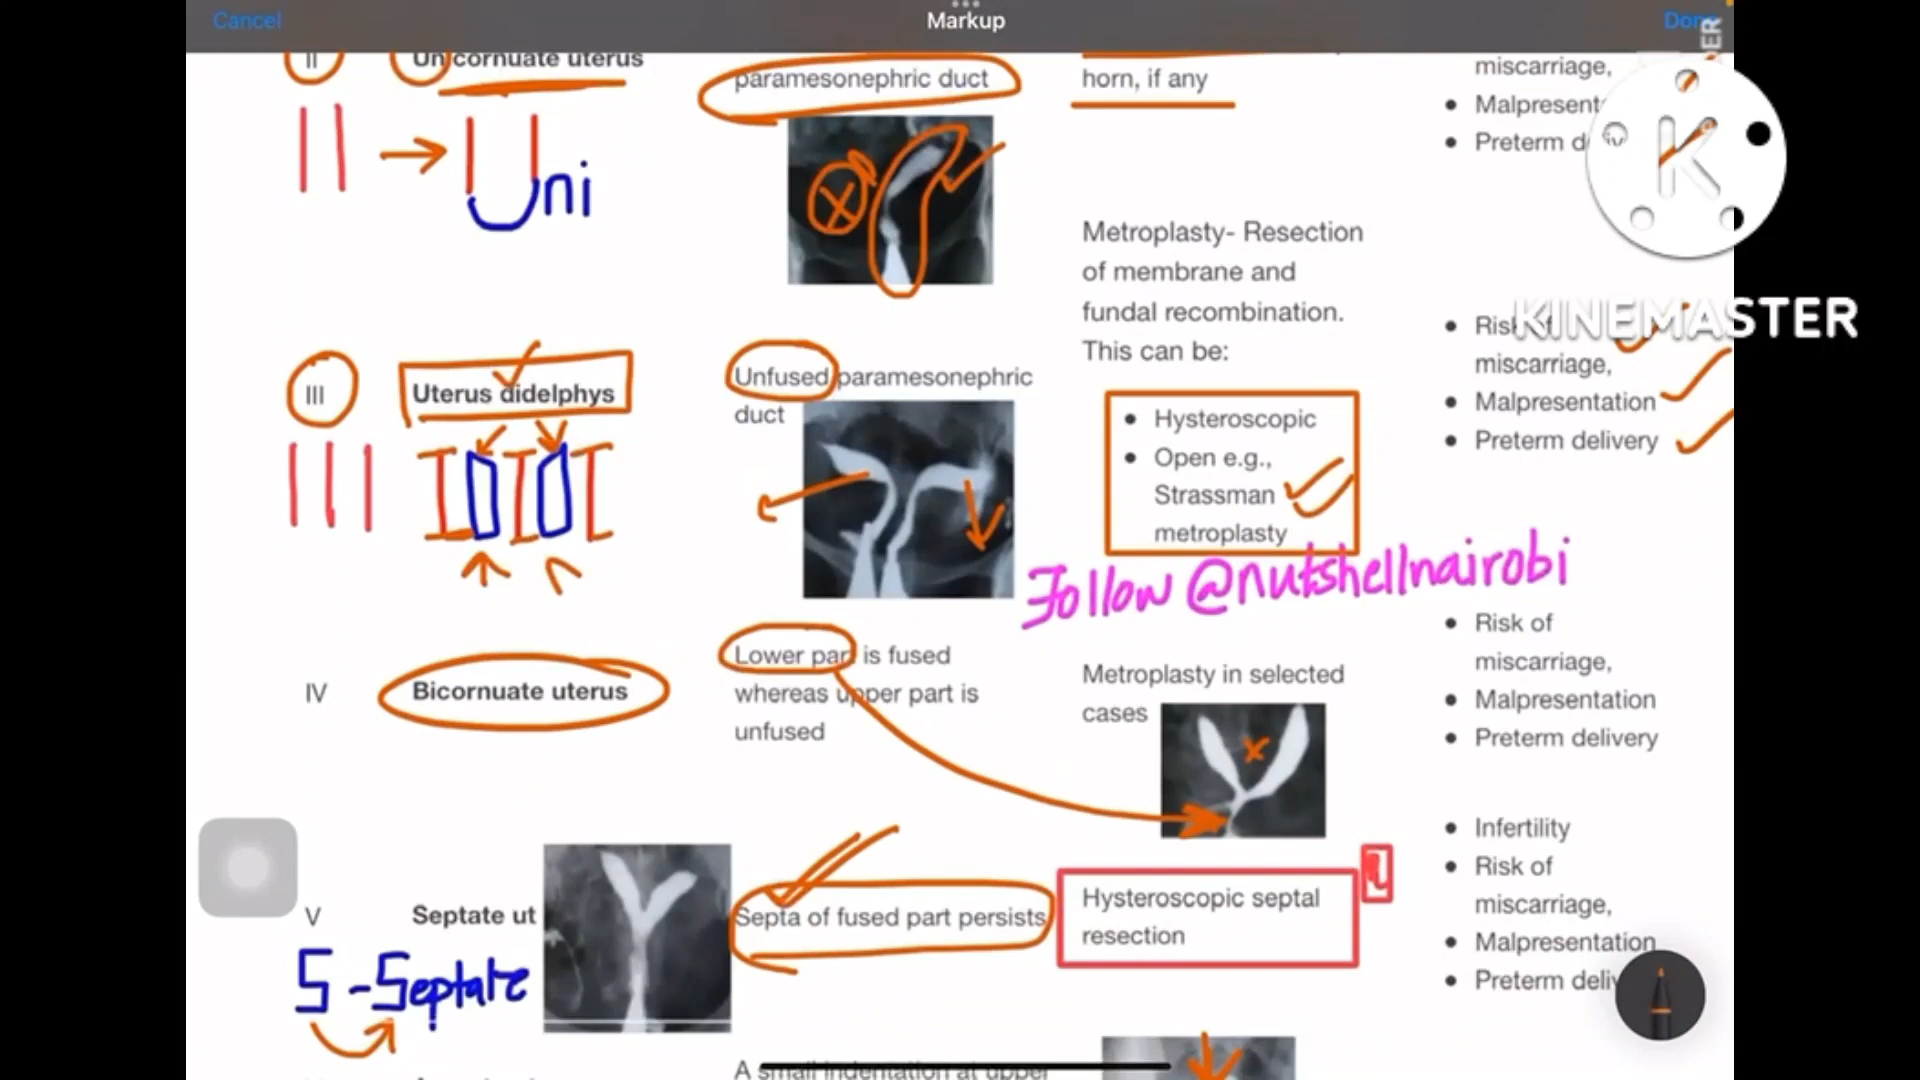 Cancel
Markup
II
Unicornuate uterus
paramesonephric duct
horn, if any
miscarriage,
Preterm
Uni
Metroplasty- Resection
of membrane and
fundal recombination.
This can be:
• Hysteroscopic
• Open e.g.,
Strassman
metroplasty
KINEMASTER
III
Uterus didelphys
Unfused paramesonephric
duct
miscarriage,
• Malpresentation
• Preterm delivery
Follow @nutshellnairobi
IV
Bicornuate uterus
Lower part is fused
whereas upper part is
unfused
Metroplasty in selected
cases
• Risk of
miscarriage,
• Malpresentation
• Preterm delivery
V
Septate ut
Septa of fused part persists
Hysteroscopic septal
resection
• Infertility
• Risk of
miscarriage,
• Malpresentation
• Preterm
5 - Septate
A small indentation at upper